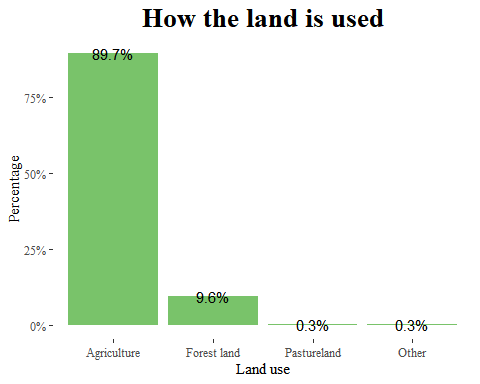 How the land is used
Percentage
75%
50%
25%
0%
89.7%
9.6%
0.3%
0.3%
Agriculture
Forest land
Pastureland
Other
Land use